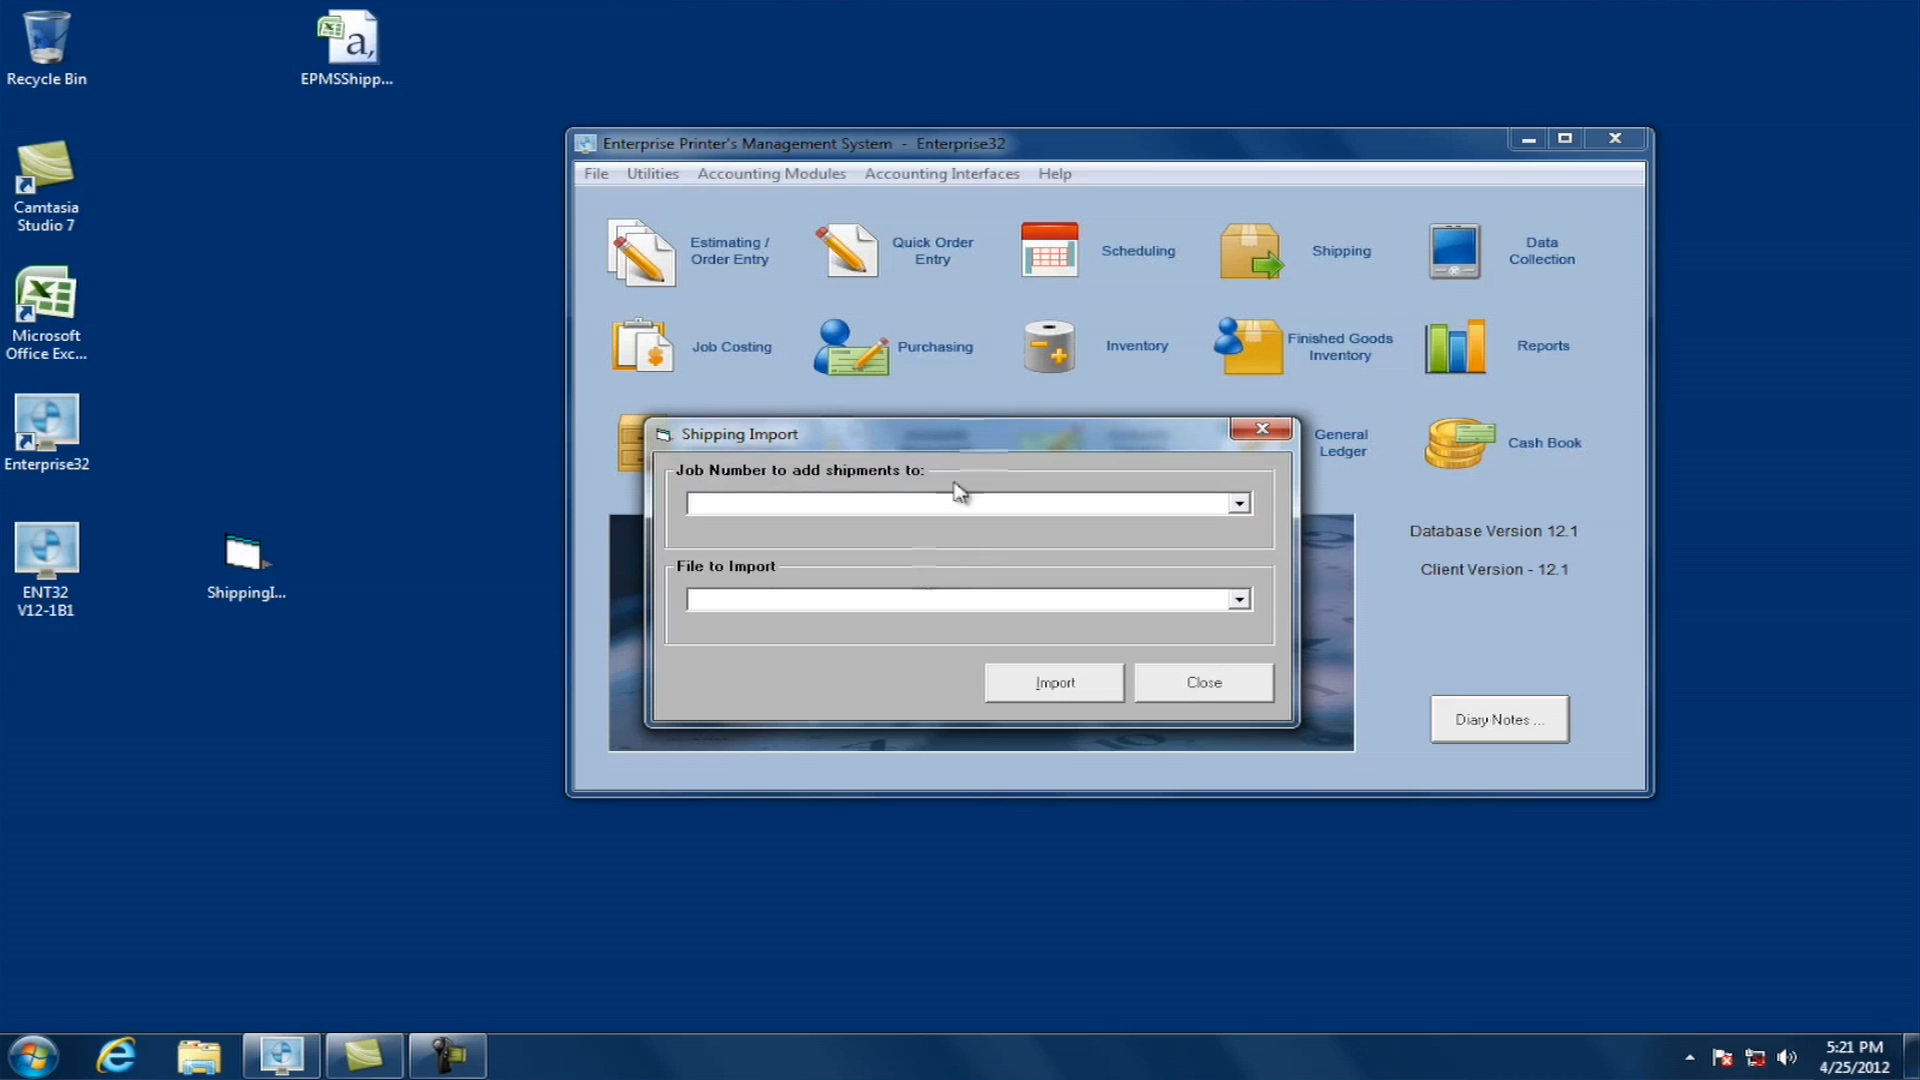 Recycle Bin
EPMSShipp...
Camtasia
Studio 7
Microsoft
Office Exc...
Enterprise32
ENT32
V12-1B1
ShippingI...
Enterprise Printer's Management System - Enterprise32
File Utilities Accounting Modules Accounting Interfaces Help
Estimating /
Order Entry
Quick Order
Entry
Scheduling
Shipping
Data
Collection
Job Costing
Purchasing
Inventory
Finished Goods
Inventory
Reports
General
Ledger
Cash Book
Shipping Import
Job Number to add shipments to:
File to Import
Import
Close
Database Version 12.1
Client Version - 12.1
Diary Notes ...
5:21 PM
4/25/2012